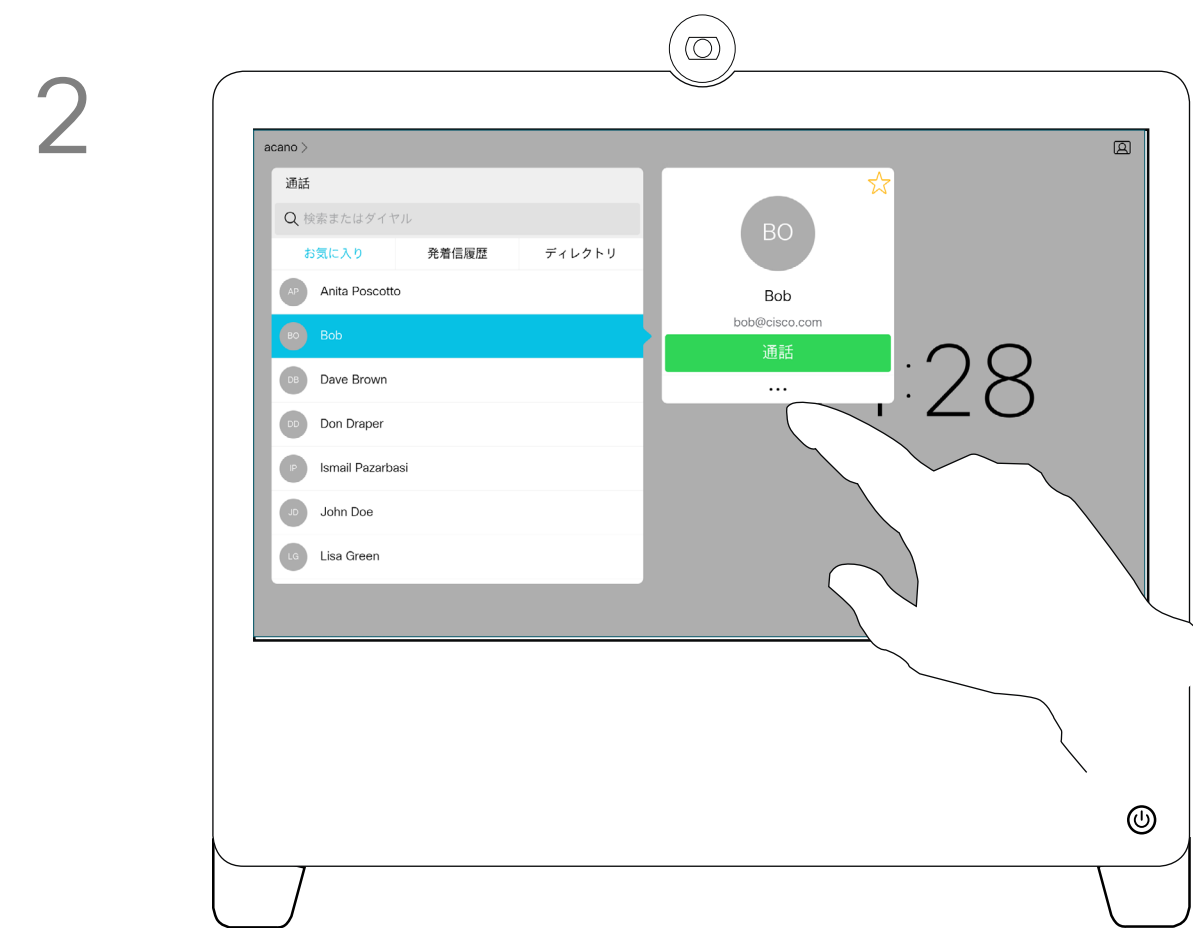 2
acano >
通話
検索またはダイヤル
お気に入り 発着信履歴 ディレクトリ
AP Anita Poscotto
BO Bob
DB Dave Brown
DD Don Draper
IP Ismail Pazarbasi
JD John Doe
LG Lisa Green
BO
Bob
bob@cisco.com
通話
...
:28